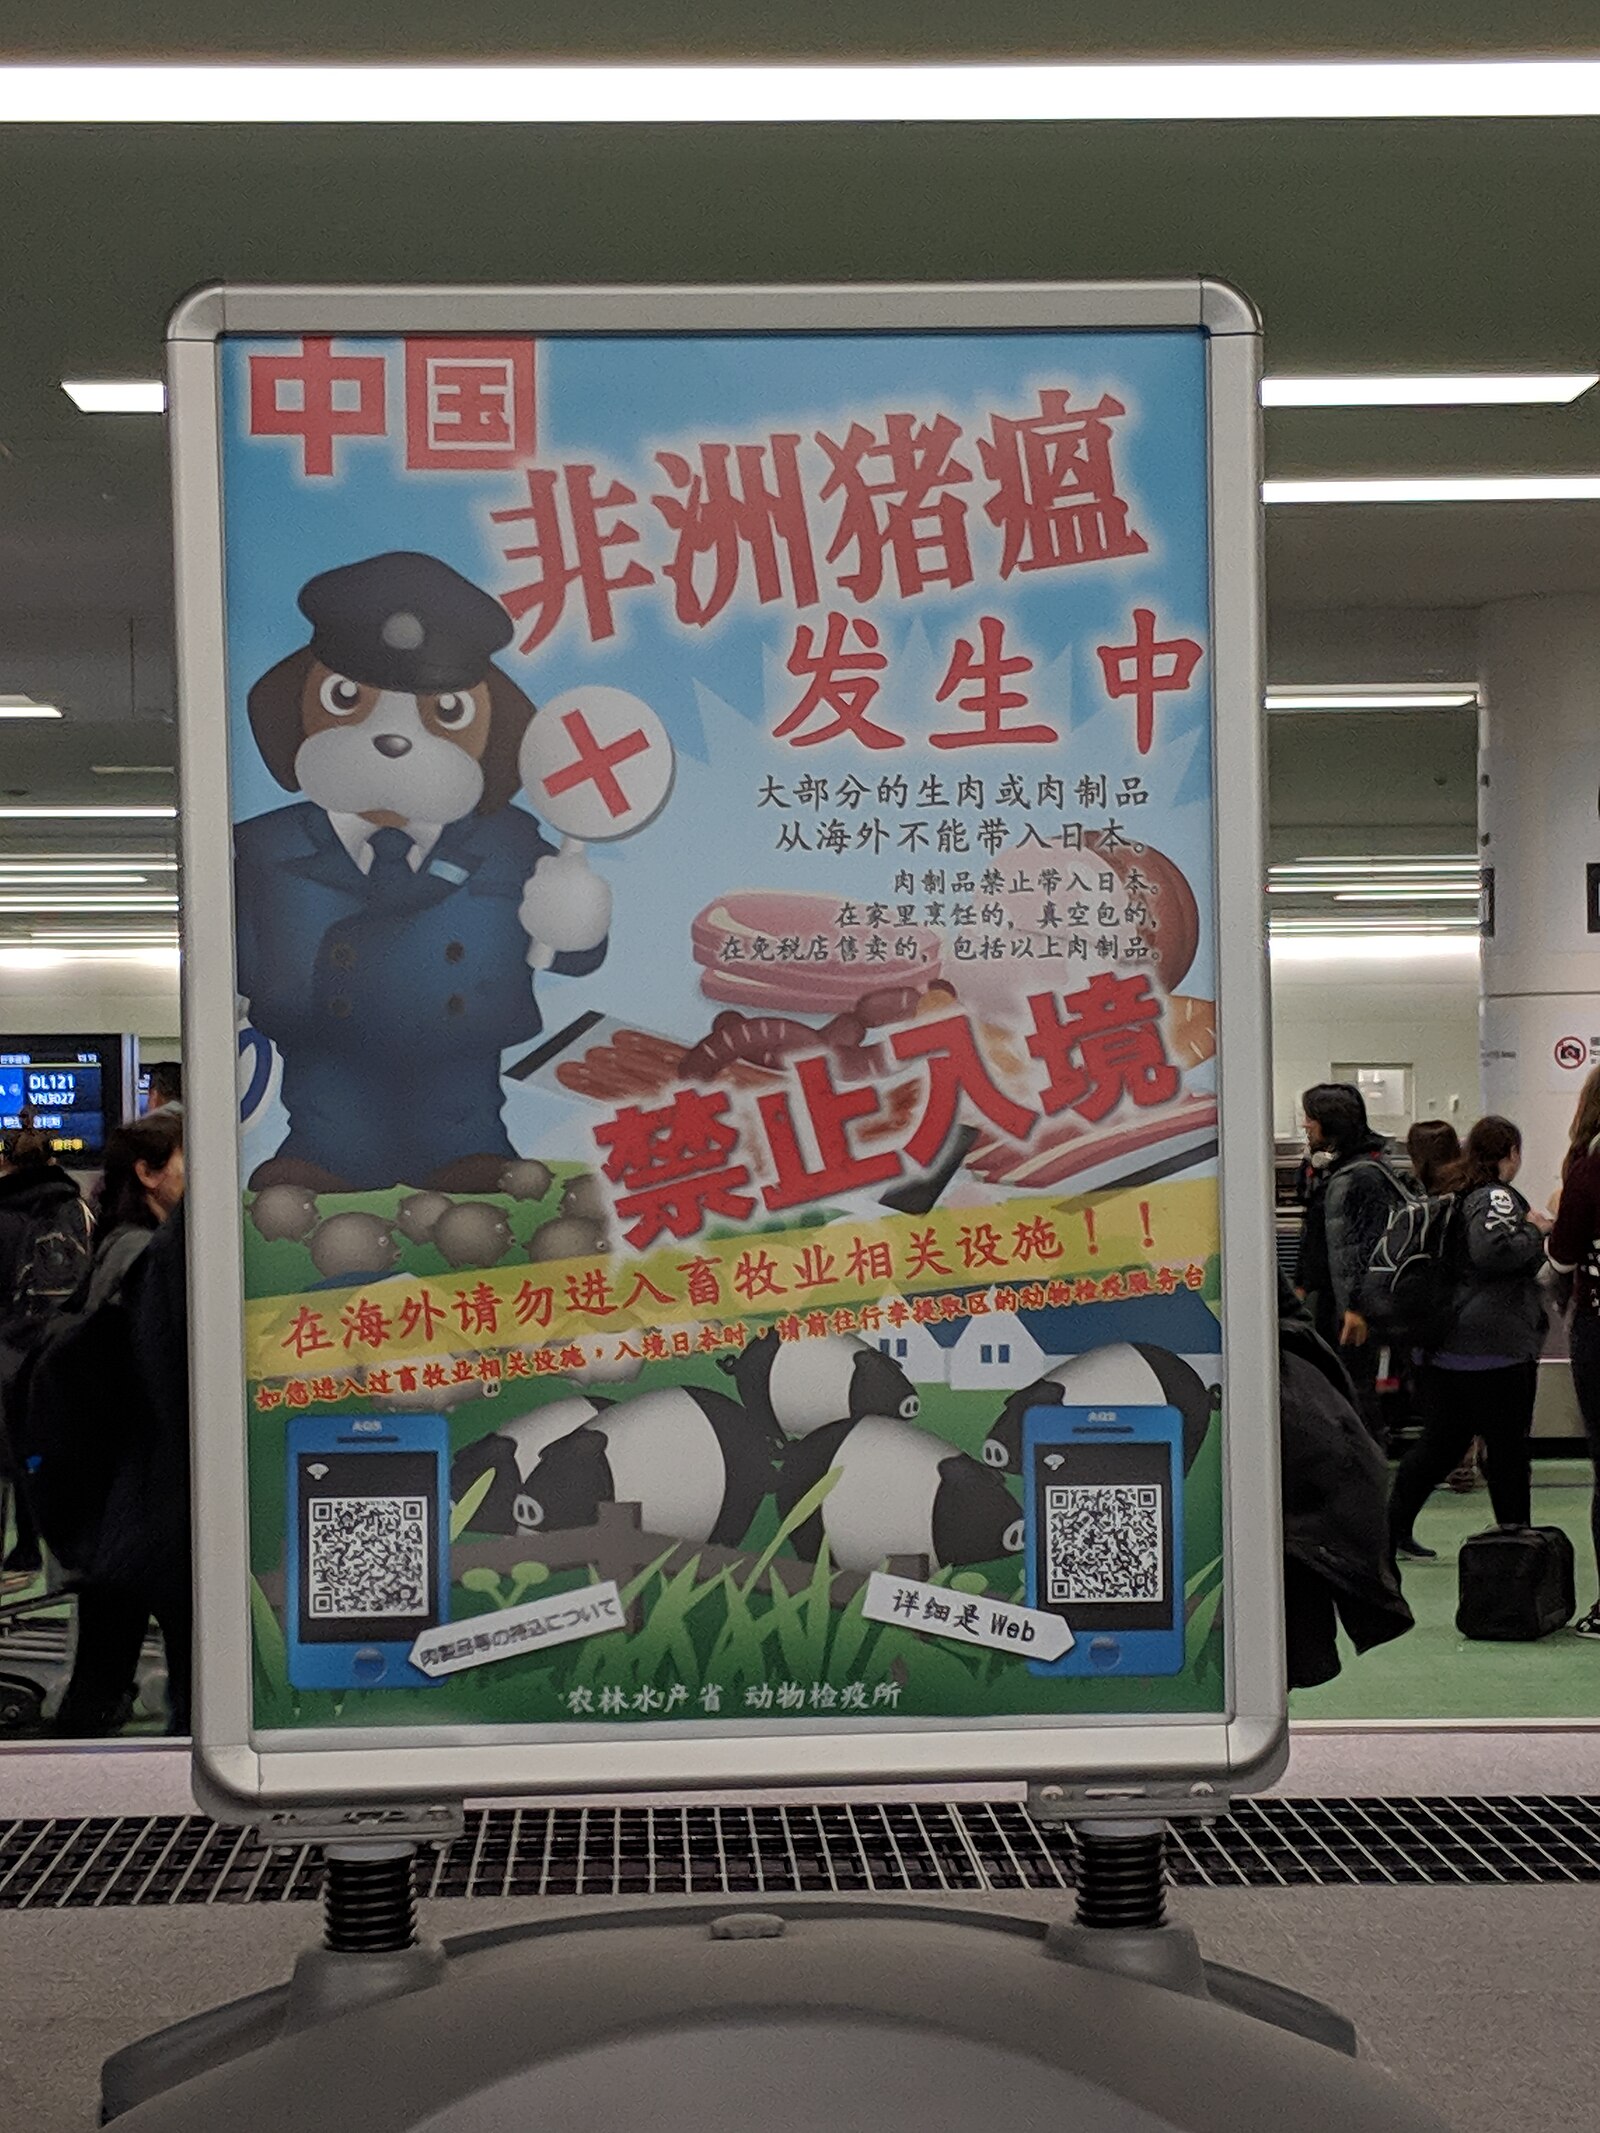 中国
非洲猪瘟
发生中
大部分的生肉或肉制品
从海外不能带入日本。
肉制品禁止带入日本。
在家里烹饪的，真空包的，
在免税店售卖的，包括以上肉制品。
禁止入境
在海外请勿进入畜牧业相关设施！！
如您进入过畜牧业相关设施，入境日本时，请前往行李提取区的动物检疫服务台
肉製品等の持込について
详细是 Web
农林水产省 动物检疫所
DL121
VN3027